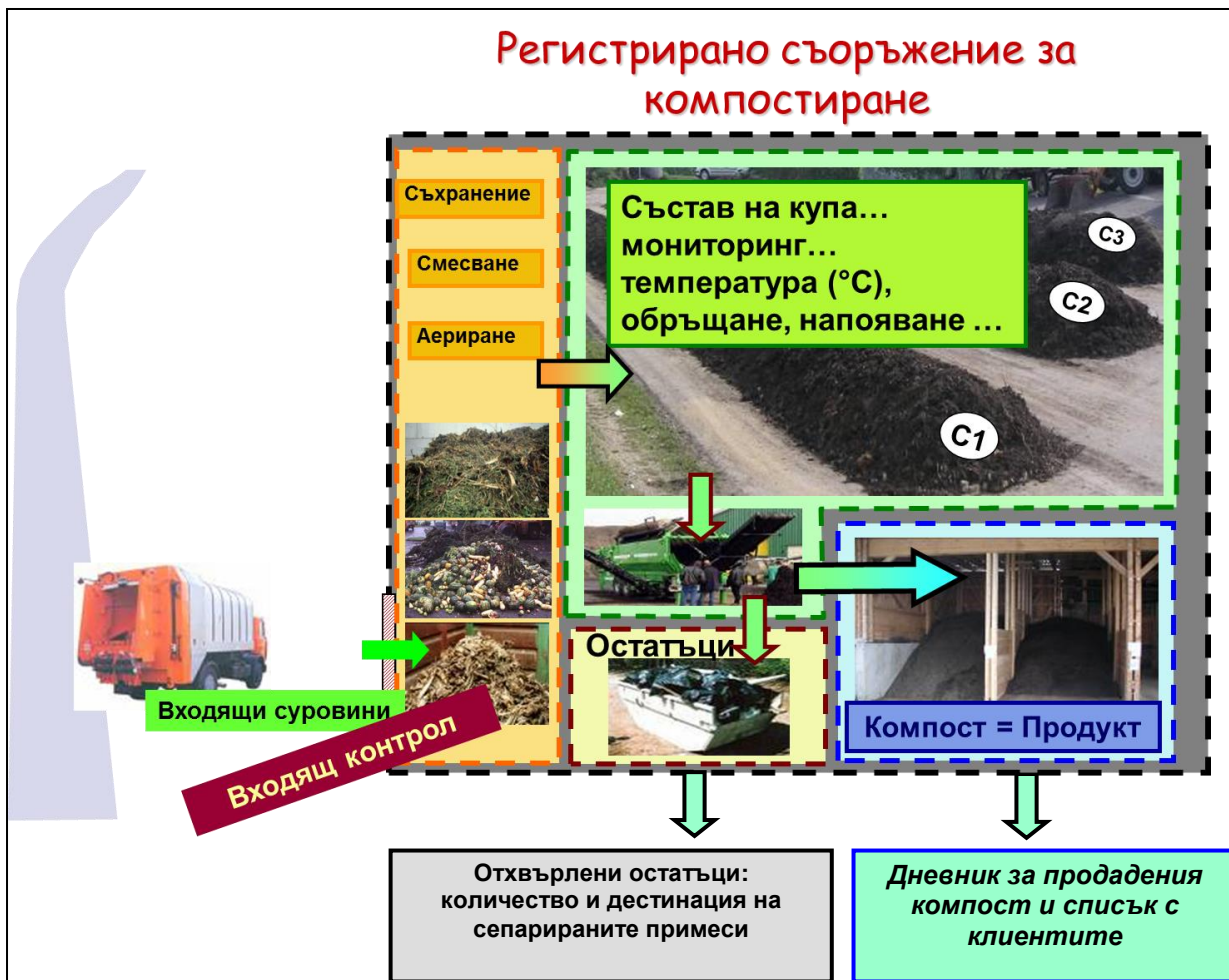 Регистрирано съоръжение за
компостиране
Съхранение
Смесване
Аериране
Състав на купа…
мониторинг…
температура (°C),
обръщане, напояване …
C3
C2
C1
Остатъци
Входящи суровини
Входящ контрол
Компост = Продукт
Отхвърлени остатъци:
количество и дестинация на
сепарираните примеси
Дневник за продадения
компост и списък с
клиентите